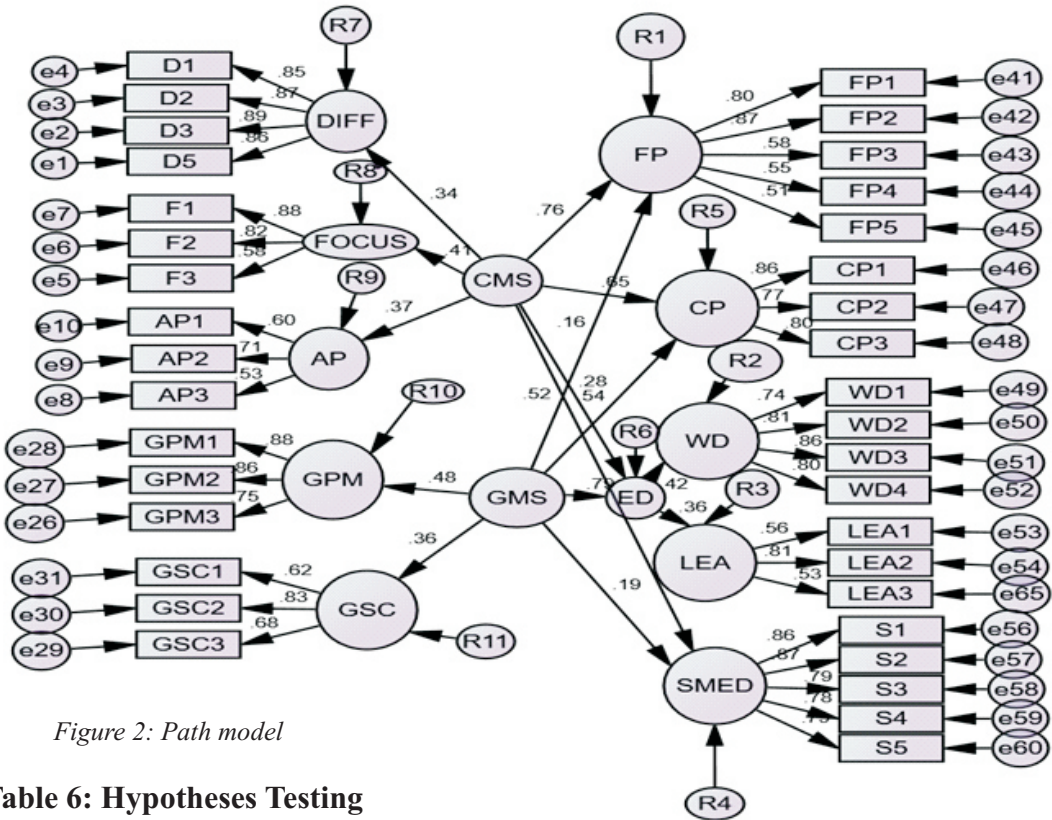 R7
R1
e4 D1 .85
e3 D2 .87
e2 D3 .89
e1 D5 .86
DIFF
R8
e7 F1 .88
e6 F2 .82
e5 F3 .58
FOCUS
R9
e10 AP1 .60
e9 AP2 .71
e8 AP3 .53
AP
R10
e28 GPM1 .88
e27 GPM2 .86
e26 GPM3 .75
GPM
e31 GSC1 .62
e30 GSC2 .83
e29 GSC3 .68
GSC
R11
.34
.41
.37
CMS
.76
.65
.16
.52
.28
.54
.48
GMS
.36
.79
.19
FP
.80 FP1 e41
.87 FP2 e42
.58 FP3 e43
.55 FP4 e44
.51 FP5 e45
R5
CP
.86 CP1 e46
.77 CP2 e47
.80 CP3 e48
R2
WD
.74 WD1 e49
.81 WD2 e50
.86 WD3 e51
.80 WD4 e52
R6
ED
.42
.36
R3
LEA
.56 LEA1 e53
.81 LEA2 e54
.53 LEA3 e65
SMED
.86 S1 e56
.87 S2 e57
.79 S3 e58
.78 S4 e59
S5 e60
R4
Figure 2: Path model
Table 6: Hypotheses Testing